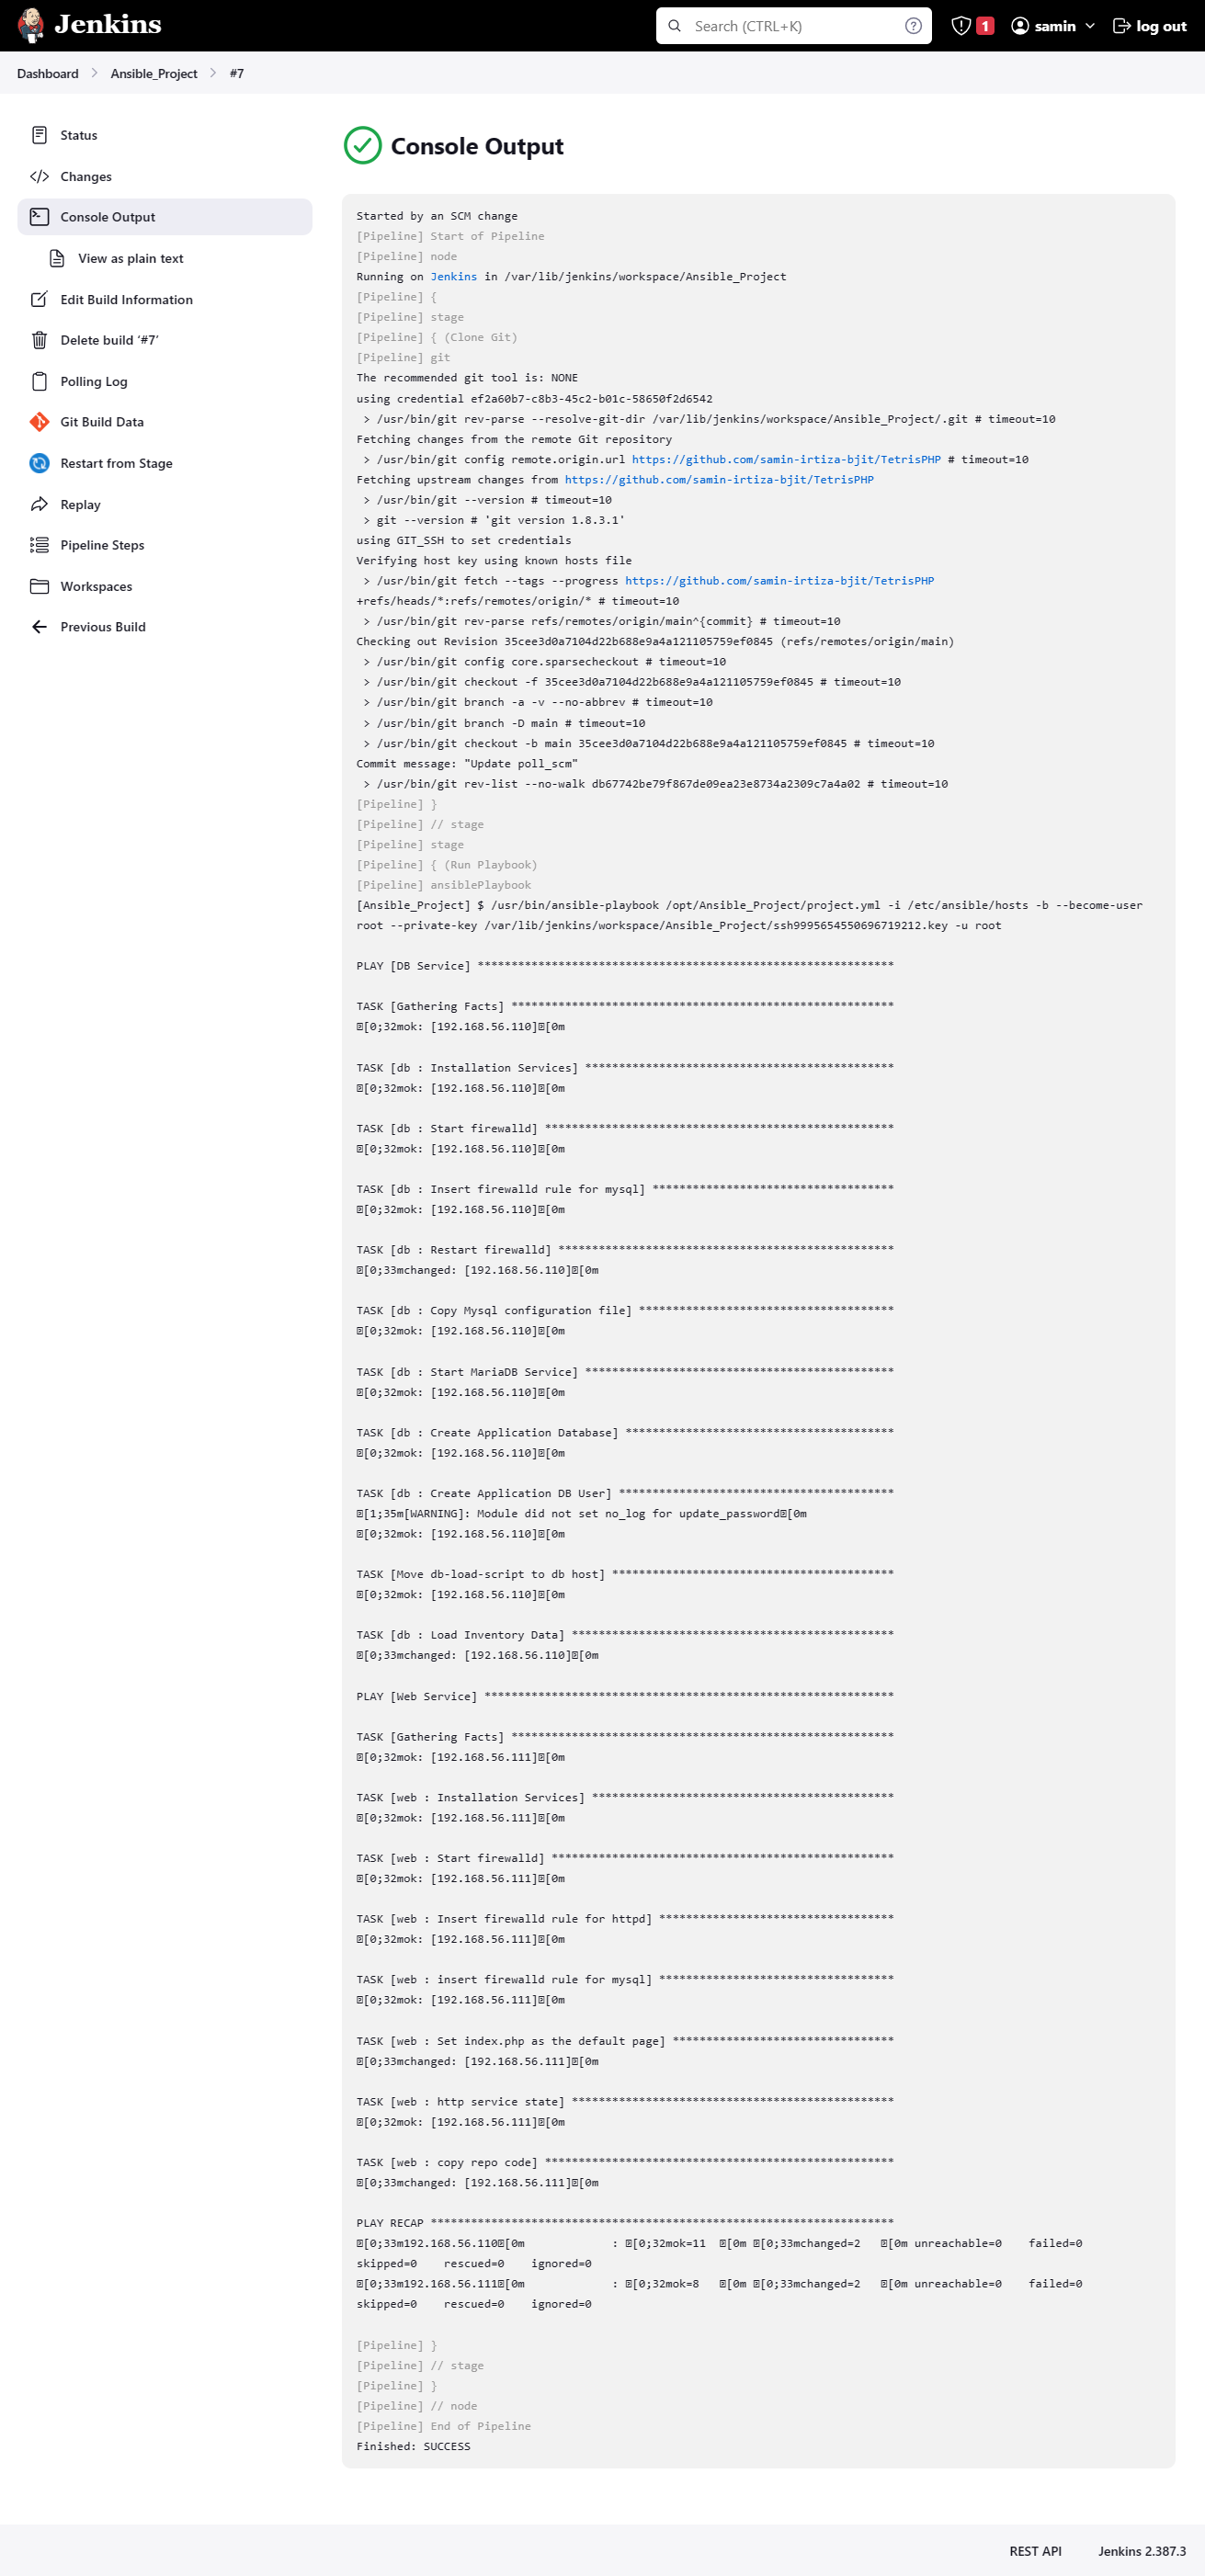 Jenkins
Search (CTRL+K)
1
samin
log out
Dashboard
Ansible_Project
#7
Status
Changes
Console Output
View as plain text
Edit Build Information
Delete build ‘#7’
Polling Log
Git Build Data
Restart from Stage
Replay
Pipeline Steps
Workspaces
Previous Build
Console Output
Started by an SCM change
[Pipeline] Start of Pipeline
[Pipeline] node
Running on Jenkins in /var/lib/jenkins/workspace/Ansible_Project
[Pipeline] {
[Pipeline] stage
[Pipeline] { (Clone Git)
[Pipeline] git
The recommended git tool is: NONE
using credential ef2a60b7-c8b3-45c2-b01c-58650f2d6542
> /usr/bin/git rev-parse --resolve-git-dir /var/lib/jenkins/workspace/Ansible_Project/.git # timeout=10
Fetching changes from the remote Git repository
> /usr/bin/git config remote.origin.url https://github.com/samin-irtiza-bjit/TetrisPHP # timeout=10
Fetching upstream changes from https://github.com/samin-irtiza-bjit/TetrisPHP
> /usr/bin/git --version # timeout=10
> git --version # 'git version 1.8.3.1'
using GIT_SSH to set credentials
Verifying host key using known hosts file
> /usr/bin/git fetch --tags --progress https://github.com/samin-irtiza-bjit/TetrisPHP
+refs/heads/*:refs/remotes/origin/* # timeout=10
> /usr/bin/git rev-parse refs/remotes/origin/main^{commit} # timeout=10
Checking out Revision 35cee3d0a7104d22b688e9a4a121105759ef0845 (refs/remotes/origin/main)
> /usr/bin/git config core.sparsecheckout # timeout=10
> /usr/bin/git checkout -f 35cee3d0a7104d22b688e9a4a121105759ef0845 # timeout=10
> /usr/bin/git branch -a -v --no-abbrev # timeout=10
> /usr/bin/git branch -D main # timeout=10
> /usr/bin/git checkout -b main 35cee3d0a7104d22b688e9a4a121105759ef0845 # timeout=10
Commit message: "Update poll_scm"
> /usr/bin/git rev-list --no-walk db67742be79f867de09ea23e8734a2309c7a4a02 # timeout=10
[Pipeline] }
[Pipeline] // stage
[Pipeline] stage
[Pipeline] { (Run Playbook)
[Pipeline] ansiblePlaybook
[Ansible_Project] $ /usr/bin/ansible-playbook /opt/Ansible_Project/project.yml -i /etc/ansible/hosts -b --become-user
root --private-key /var/lib/jenkins/workspace/Ansible_Project/ssh9995654550696719212.key -u root
PLAY [DB Service] **************************************************************
TASK [Gathering Facts] *********************************************************
[0;32mok: [192.168.56.110][0m
TASK [db : Installation Services] **********************************************
[0;32mok: [192.168.56.110][0m
TASK [db : Start firewalld] ****************************************************
[0;32mok: [192.168.56.110][0m
TASK [db : Insert firewalld rule for mysql] ************************************
[0;32mok: [192.168.56.110][0m
TASK [db : Restart firewalld] **************************************************
[0;33mchanged: [192.168.56.110][0m
TASK [db : Copy Mysql configuration file] **************************************
[0;32mok: [192.168.56.110][0m
TASK [db : Start MariaDB Service] **********************************************
[0;32mok: [192.168.56.110][0m
TASK [db : Create Application Database] ****************************************
[0;32mok: [192.168.56.110][0m
TASK [db : Create Application DB User] *****************************************
[1;35m[WARNING]: Module did not set no_log for update_password[0m
[0;32mok: [192.168.56.110][0m
TASK [Move db-load-script to db host] ******************************************
[0;32mok: [192.168.56.110][0m
TASK [db : Load Inventory Data] ************************************************
[0;33mchanged: [192.168.56.110][0m
PLAY [Web Service] *************************************************************
TASK [Gathering Facts] *********************************************************
[0;32mok: [192.168.56.111][0m
TASK [web : Installation Services] *********************************************
[0;32mok: [192.168.56.111][0m
TASK [web : Start firewalld] ***************************************************
[0;32mok: [192.168.56.111][0m
TASK [web : Insert firewalld rule for httpd] ***********************************
[0;32mok: [192.168.56.111][0m
TASK [web : insert firewalld rule for mysql] ***********************************
[0;32mok: [192.168.56.111][0m
TASK [web : Set index.php as the default page] *********************************
[0;33mchanged: [192.168.56.111][0m
TASK [web : http service state] ************************************************
[0;32mok: [192.168.56.111][0m
TASK [web : copy repo code] ****************************************************
[0;33mchanged: [192.168.56.111][0m
PLAY RECAP *********************************************************************
[0;33m192.168.56.110[0m : [0;32mok=11 [0m [0;33mchanged=2 [0m unreachable=0 failed=0
skipped=0 rescued=0 ignored=0
[0;33m192.168.56.111[0m : [0;32mok=8 [0m [0;33mchanged=2 [0m unreachable=0 failed=0
skipped=0 rescued=0 ignored=0
[Pipeline] }
[Pipeline] // stage
[Pipeline] }
[Pipeline] // node
[Pipeline] End of Pipeline
Finished: SUCCESS
REST API
Jenkins 2.387.3